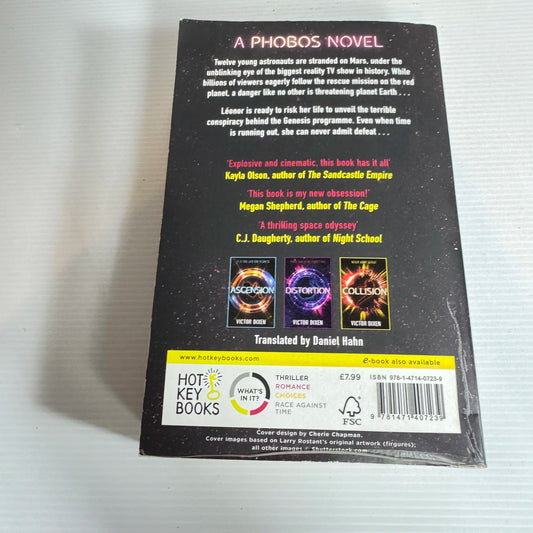 A PHOBOS NOVEL
Twelve young astronauts are stranded on Mars, under the
unblinking eye of the biggest reality TV show in history. While
billions of viewers eagerly follow the rescue mission on the red
planet, a danger like no other is threatening planet Earth . . .
Léonor is ready to risk her life to unveil the terrible
conspiracy behind the Genesis programme. Even when time
is running out, she can never admit defeat . . .
'Explosive and cinematic, this book has it all'
Kayla Olson, author of The Sandcastle Empire
'This book is my new obsession!'
Megan Shepherd, author of The Cage
'A thrilling space odyssey'
C.J. Daugherty, author of Night School
ASCENSION
VICTOR DIXEN
DISTORTION
VICTOR DIXEN
COLLISION
VICTOR DIXEN
Translated by Daniel Hahn
www.hotkeybooks.com
e-book also available
HOT
KEY
BOOKS
WHAT'S
IN IT?
THRILLER
ROMANCE
CHOICES
RACE AGAINST
TIME
£7.99
FSC
ISBN 978-1-4714-0723-9
9 781471 407239
Cover design by Cherie Chapman.
Cover images based on Larry Rostant's original artwork (firgures);
all other images © Shutterstock.com